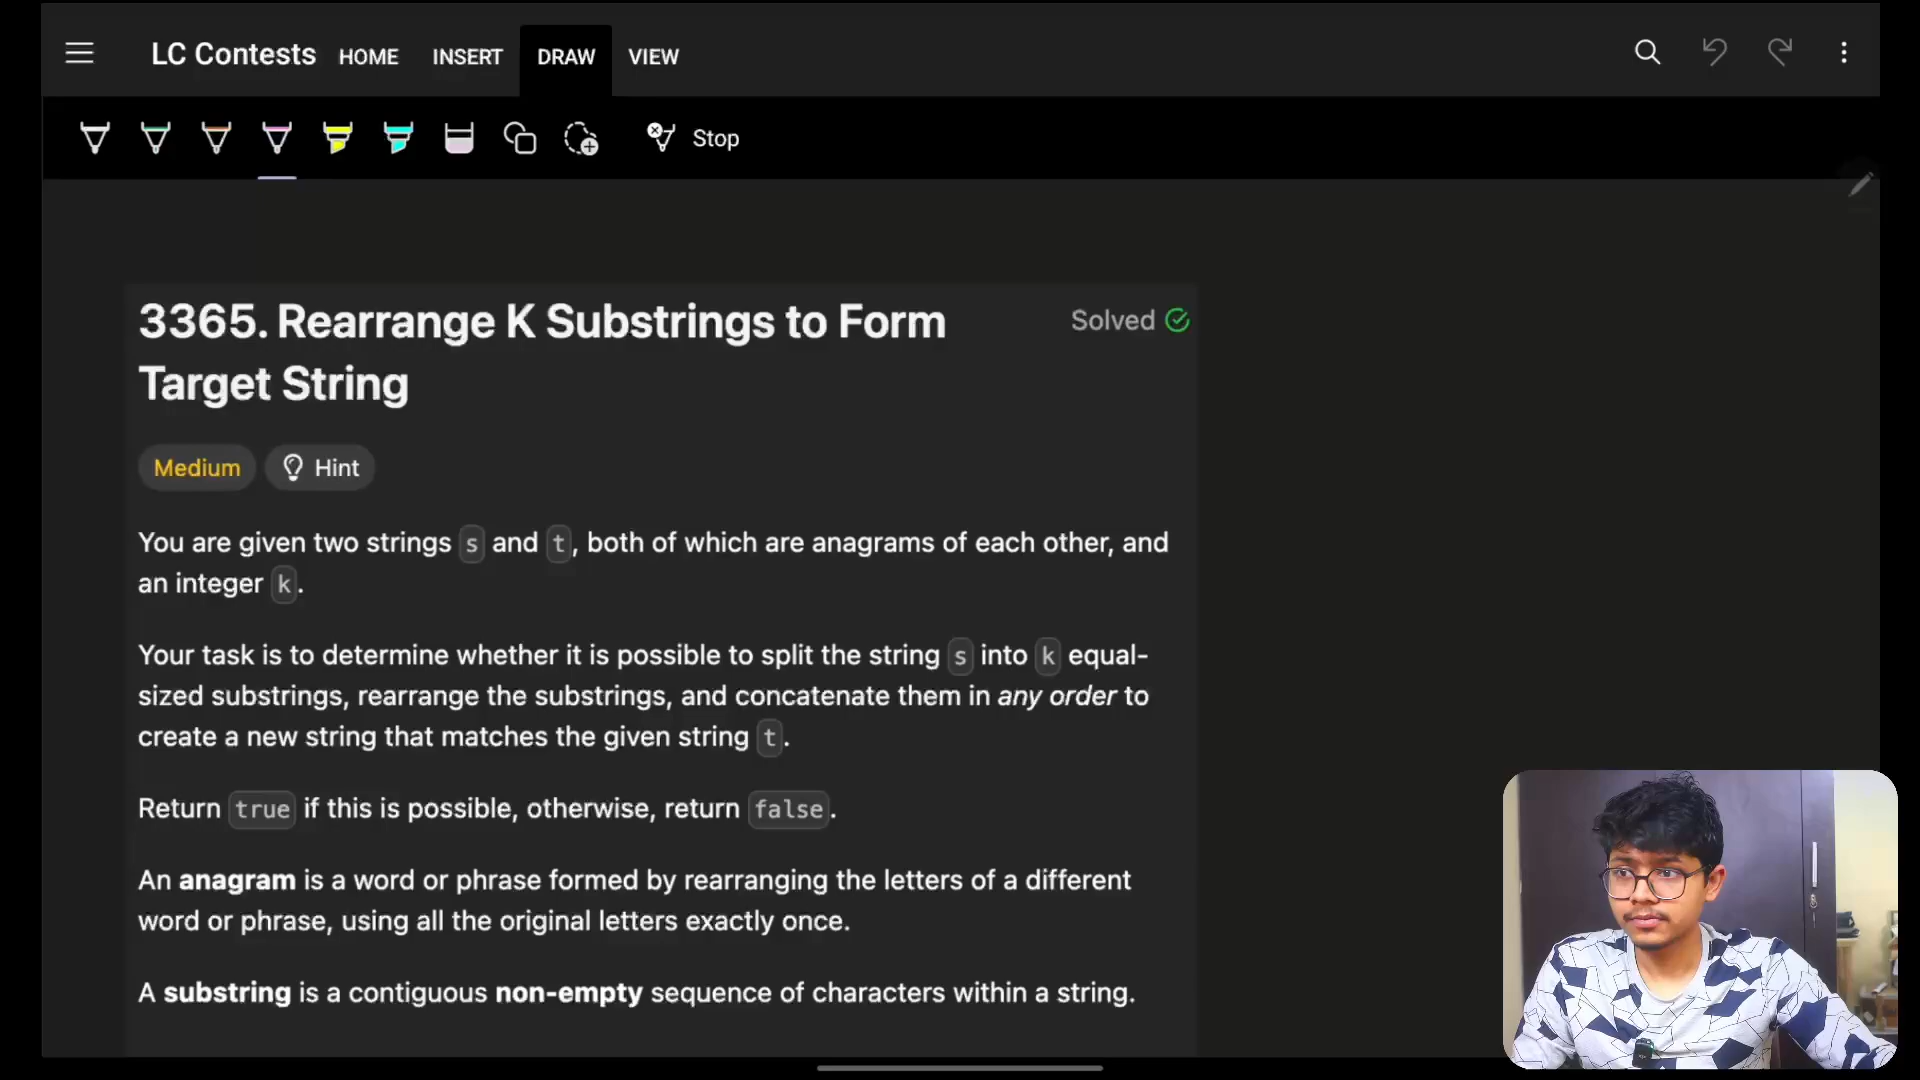 LC Contests HOME INSERT DRAW VIEW
Stop
3365. Rearrange K Substrings to Form
Target String
Solved
Medium Hint
You are given two strings s and t, both of which are anagrams of each other, and
an integer k.
Your task is to determine whether it is possible to split the string s into k equal-
sized substrings, rearrange the substrings, and concatenate them in any order to
create a new string that matches the given string t.
Return true if this is possible, otherwise, return false.
An anagram is a word or phrase formed by rearranging the letters of a different
word or phrase, using all the original letters exactly once.
A substring is a contiguous non-empty sequence of characters within a string.